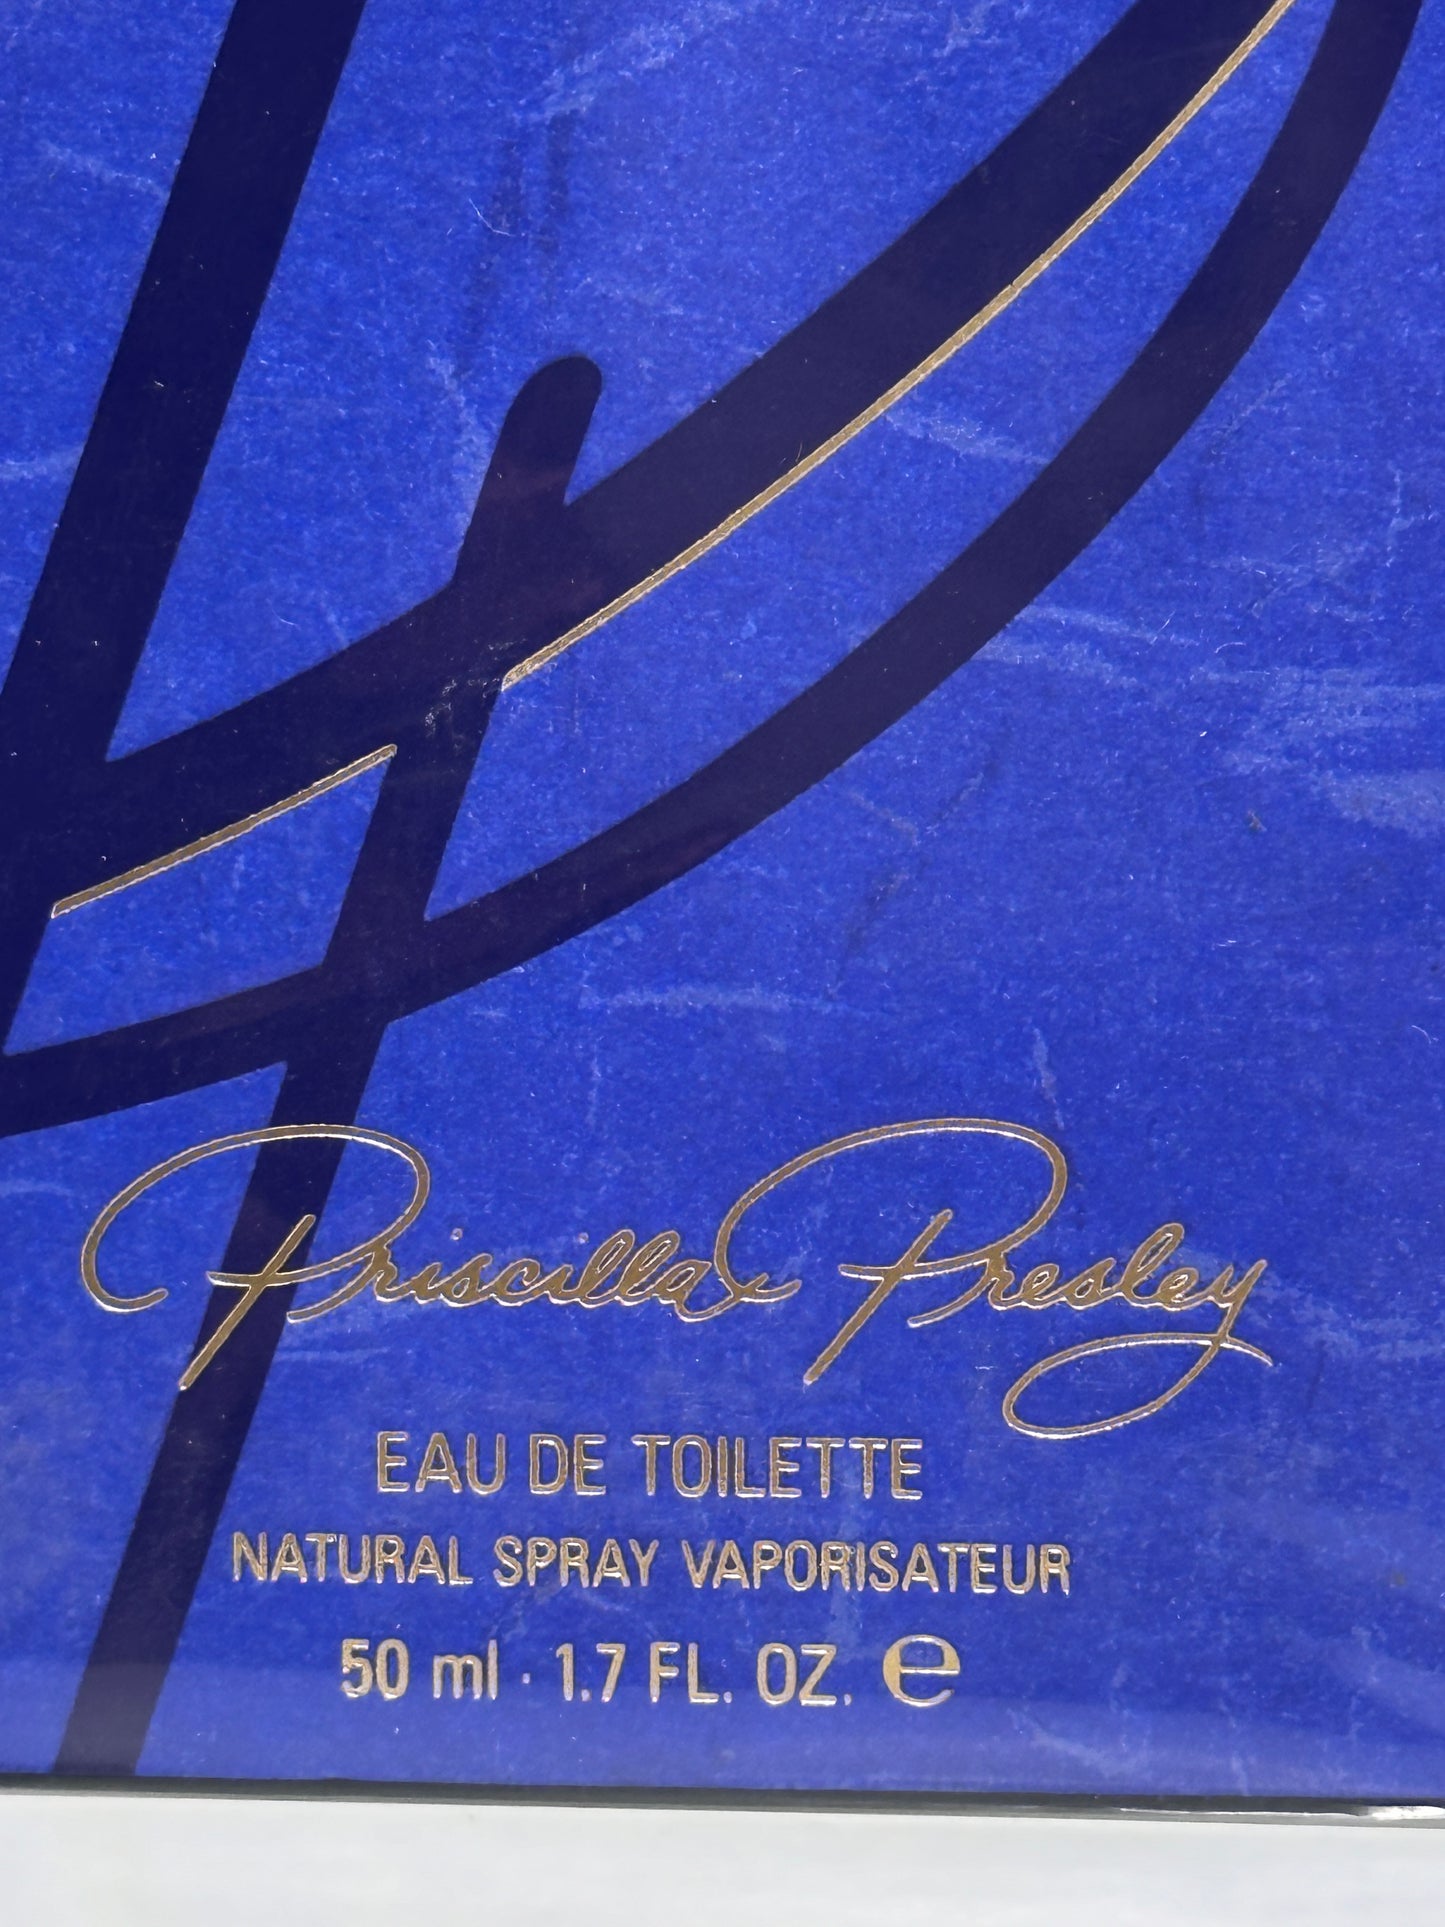 Priscilla Presley
EAU DE TOILETTE
NATURAL SPRAY VAPORISATEUR
50 ml · 1.7 FL. OZ. ℮